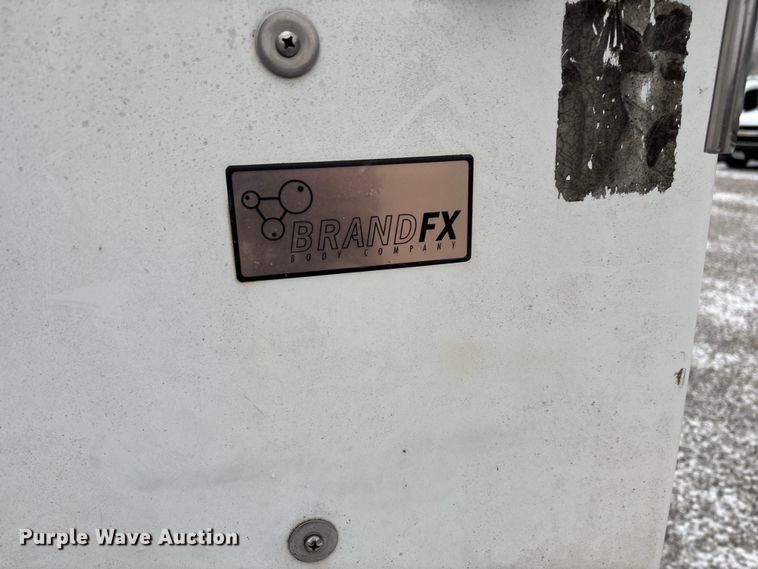 BRANDFX
BODY COMPANY
Purple Wave Auction